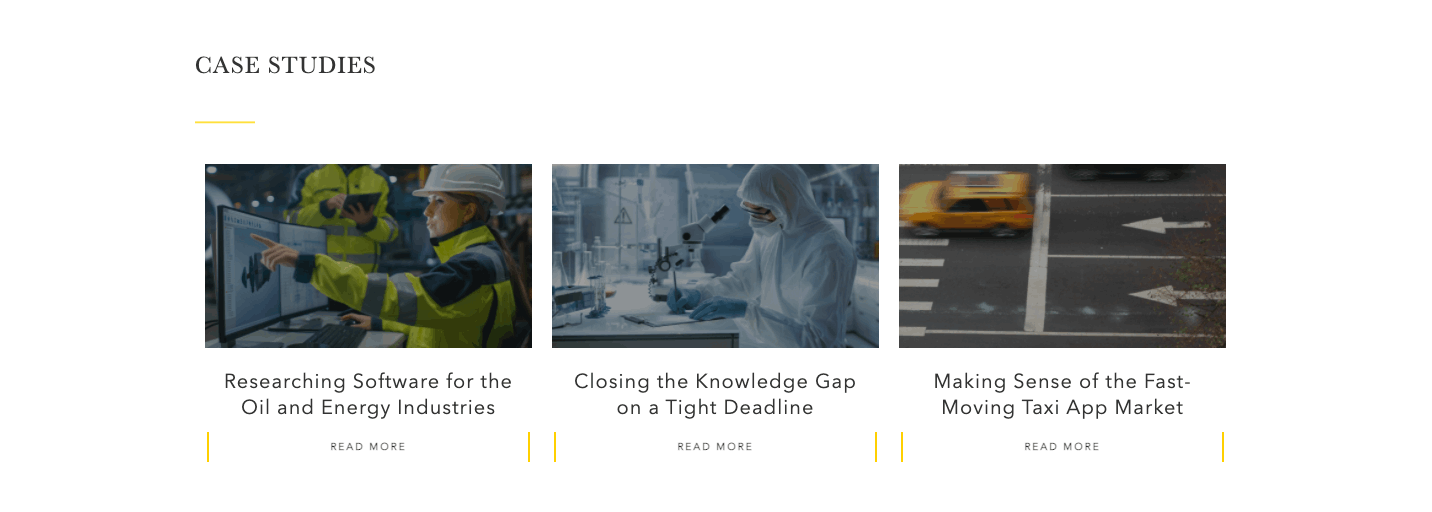 CASE STUDIES
Researching Software for the
Oil and Energy Industries
READ MORE
Closing the Knowledge Gap
on a Tight Deadline
READ MORE
Making Sense of the Fast-
Moving Taxi App Market
READ MORE